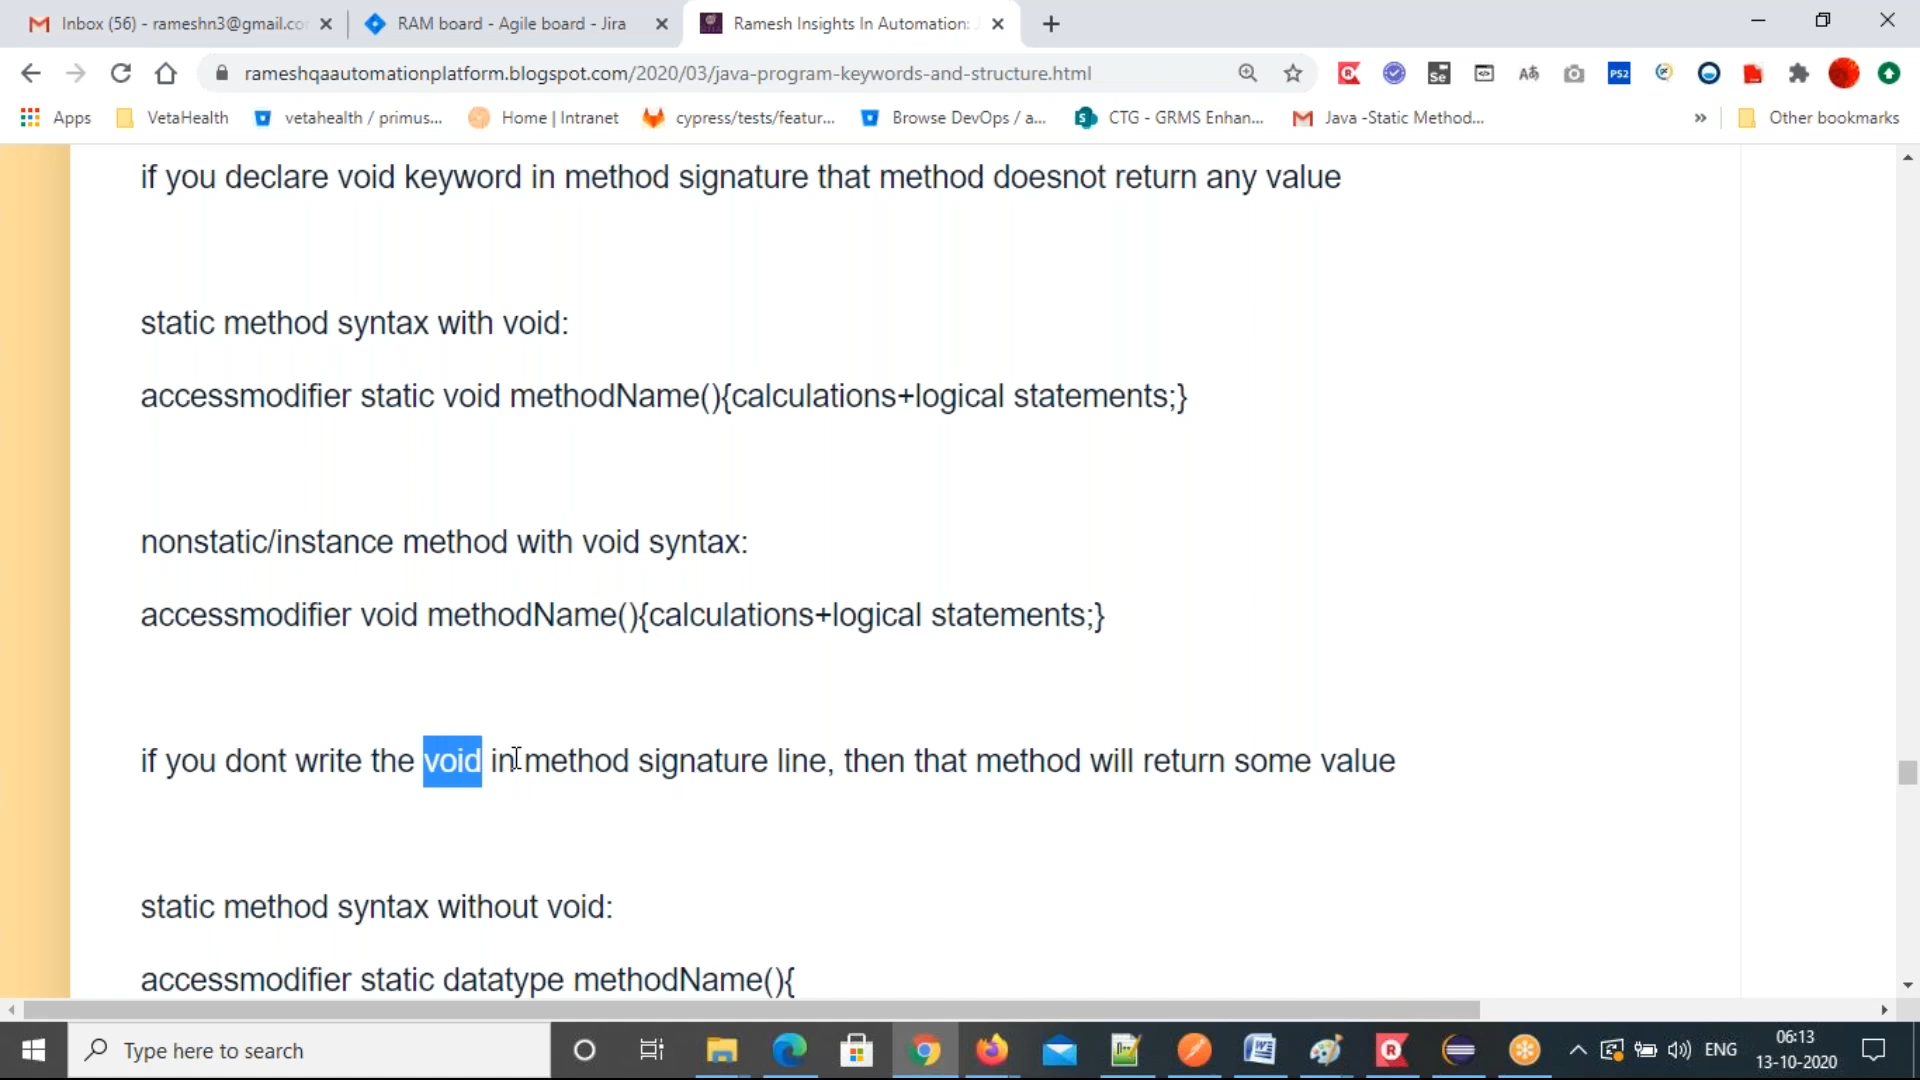 Inbox (56) - rameshn3@gmail.co
RAM board - Agile board - Jira
Ramesh Insights In Automation:
rameshqaautomationplatform.blogspot.com/2020/03/java-program-keywords-and-structure.html
Apps
VetaHealth
vetahealth / primus...
Home | Intranet
cypress/tests/featur...
Browse DevOps / a...
CTG - GRMS Enhan...
Java -Static Method...
»
Other bookmarks
if you declare void keyword in method signature that method doesnot return any value
static method syntax with void:
accessmodifier static void methodName(){calculations+logical statements;}
nonstatic/instance method with void syntax:
accessmodifier void methodName(){calculations+logical statements;}
if you dont write the void in method signature line, then that method will return some value
static method syntax without void:
accessmodifier static datatype methodName(){
Type here to search
ENG
06:13
13-10-2020